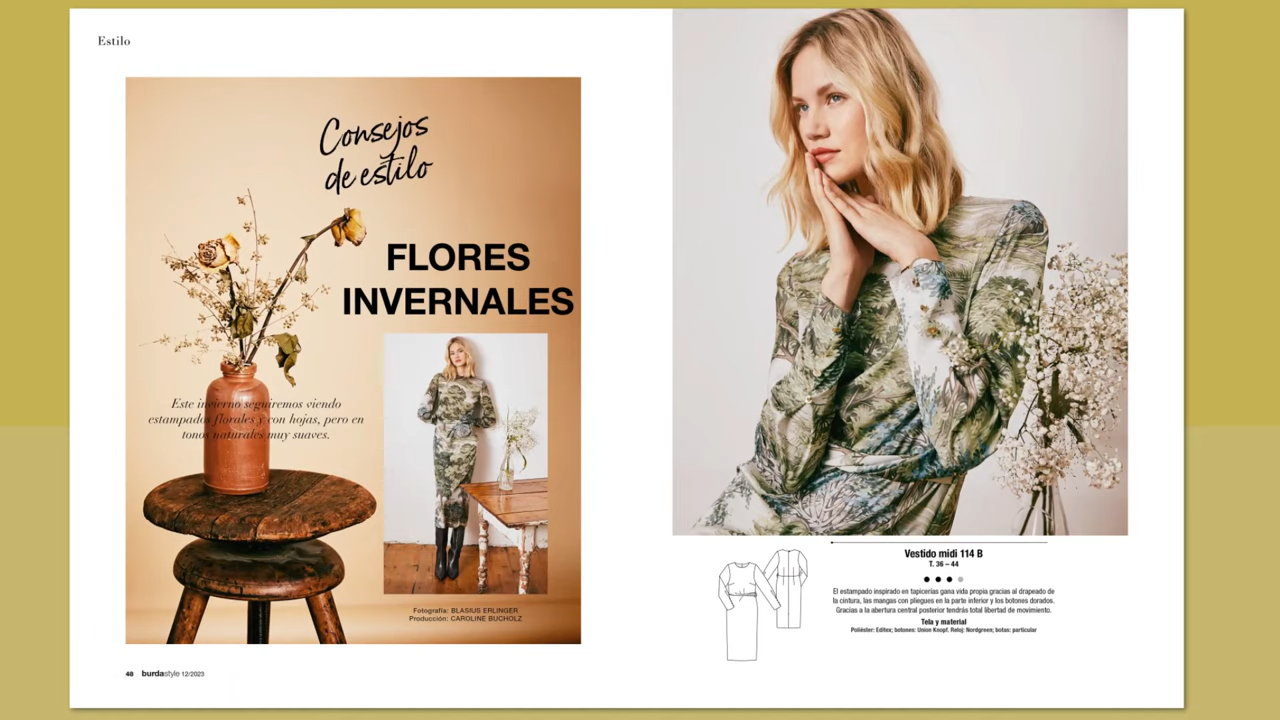 Estilo
Consejos
de estilo
FLORES
INVERNALES
Este invierno seguiremos viendo
estampados florales y con hojas, pero en
tonos naturales muy suaves.
Fotografía: BLASIUS ERLINGER
Producción: CAROLINE BUCHOLZ
48 burdastyle 12/2023
Vestido midi 114 B
T. 36 – 44
El estampado inspirado en tapicerías gana vida propia gracias al drapeado de
la cintura, las mangas con pliegues en la parte inferior y los botones dorados.
Gracias a la abertura central posterior tendrás total libertad de movimiento.
Tela y material
Poliéster: Editex; botones: Union Knopf. Reloj: Nordgreen; botas: particular